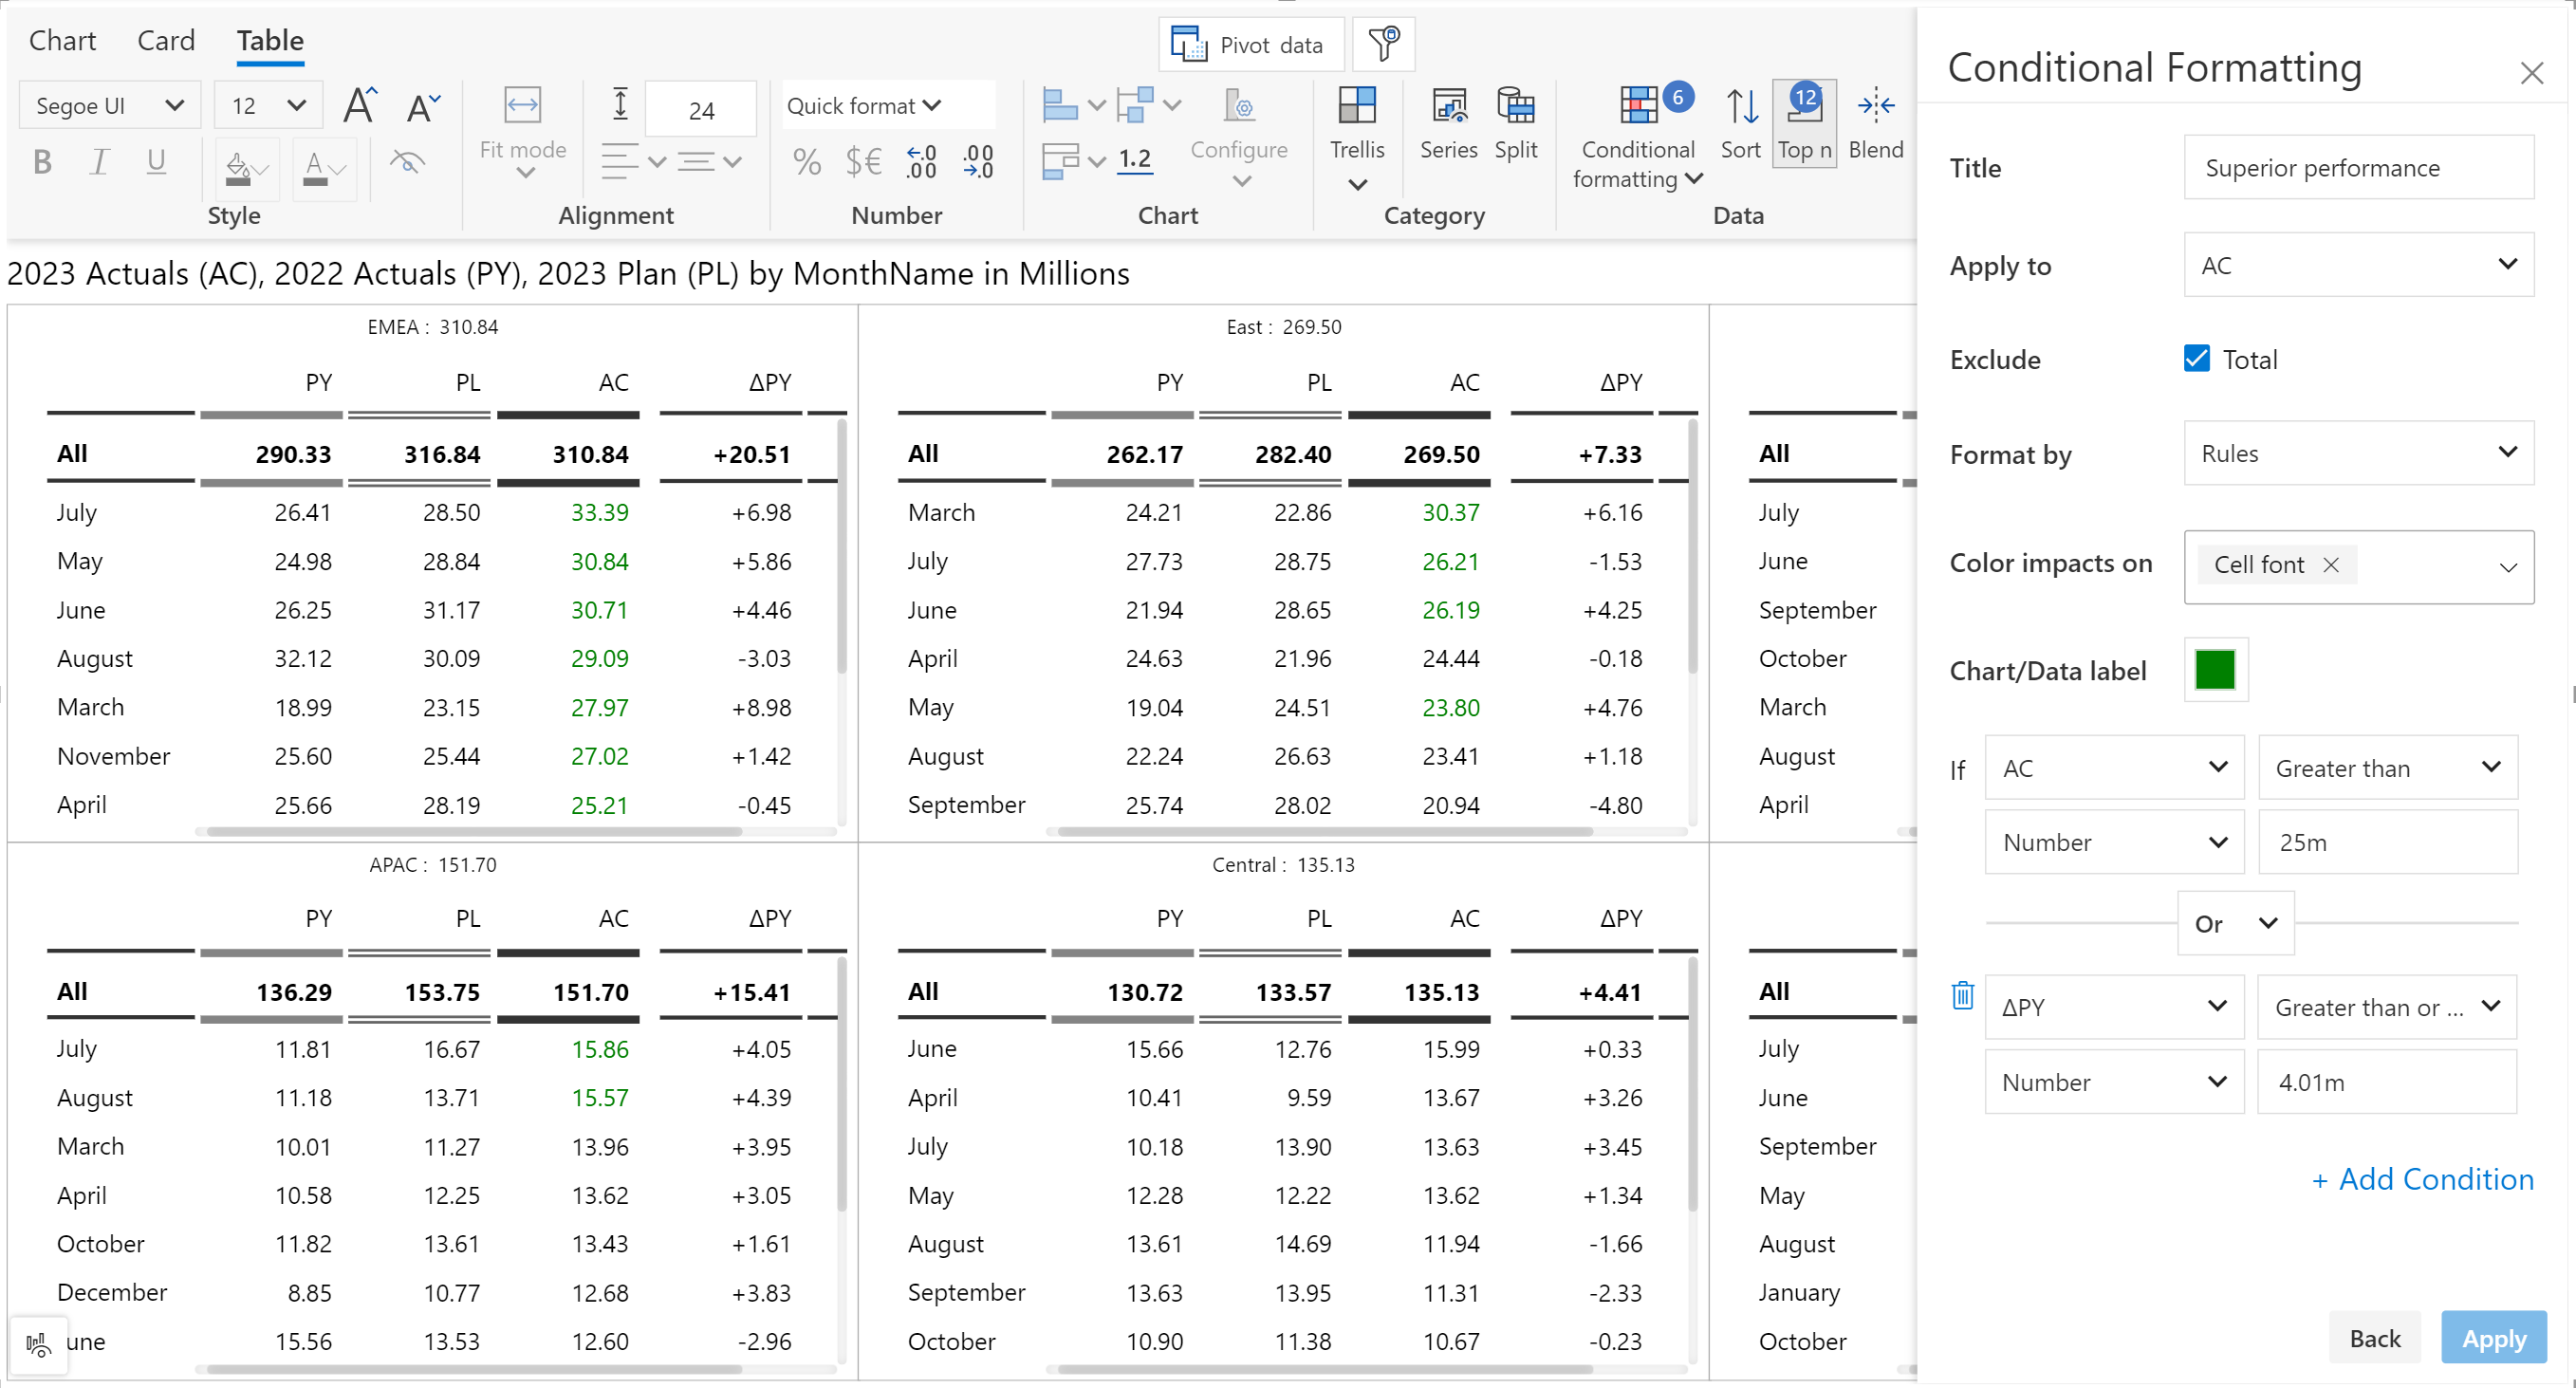 Chart Card Table
Pivot data
Segoe UI 12 A A
24
Quick format
6
12
B I U A
Fit mode
% $€ ←.0 .00 .00 →.0
1.2
Configure
Trellis
Series
Split
Conditional formatting
Sort
Top n
Blend
Style Alignment Number Chart Category Data
2023 Actuals (AC), 2022 Actuals (PY), 2023 Plan (PL) by MonthName in Millions
EMEA : 310.84
PY PL AC ΔPY
All 290.33 316.84 310.84 +20.51
July 26.41 28.50 33.39 +6.98
May 24.98 28.84 30.84 +5.86
June 26.25 31.17 30.71 +4.46
August 32.12 30.09 29.09 -3.03
March 18.99 23.15 27.97 +8.98
November 25.60 25.44 27.02 +1.42
April 25.66 28.19 25.21 -0.45
East : 269.50
PY PL AC ΔPY
All 262.17 282.40 269.50 +7.33
March 24.21 22.86 30.37 +6.16
July 27.73 28.75 26.21 -1.53
June 21.94 28.65 26.19 +4.25
April 24.63 21.96 24.44 -0.18
May 19.04 24.51 23.80 +4.76
August 22.24 26.63 23.41 +1.18
September 25.74 28.02 20.94 -4.80
All
July
June
September
October
March
August
April
APAC : 151.70
PY PL AC ΔPY
All 136.29 153.75 151.70 +15.41
July 11.81 16.67 15.86 +4.05
August 11.18 13.71 15.57 +4.39
March 10.01 11.27 13.96 +3.95
April 10.58 12.25 13.62 +3.05
October 11.82 13.61 13.43 +1.61
December 8.85 10.77 12.68 +3.83
une 15.56 13.53 12.60 -2.96
Central : 135.13
PY PL AC ΔPY
All 130.72 133.57 135.13 +4.41
June 15.66 12.76 15.99 +0.33
April 10.41 9.59 13.67 +3.26
July 10.18 13.90 13.63 +3.45
May 12.28 12.22 13.62 +1.34
August 13.61 14.69 11.94 -1.66
September 13.63 13.95 11.31 -2.33
October 10.90 11.38 10.67 -0.23
All
July
June
September
May
August
January
October
Conditional Formatting
Title Superior performance
Apply to AC
Exclude Total
Format by Rules
Color impacts on Cell font
Chart/Data label
If AC Greater than
Number 25m
Or
ΔPY Greater than or ...
Number 4.01m
+ Add Condition
Back Apply